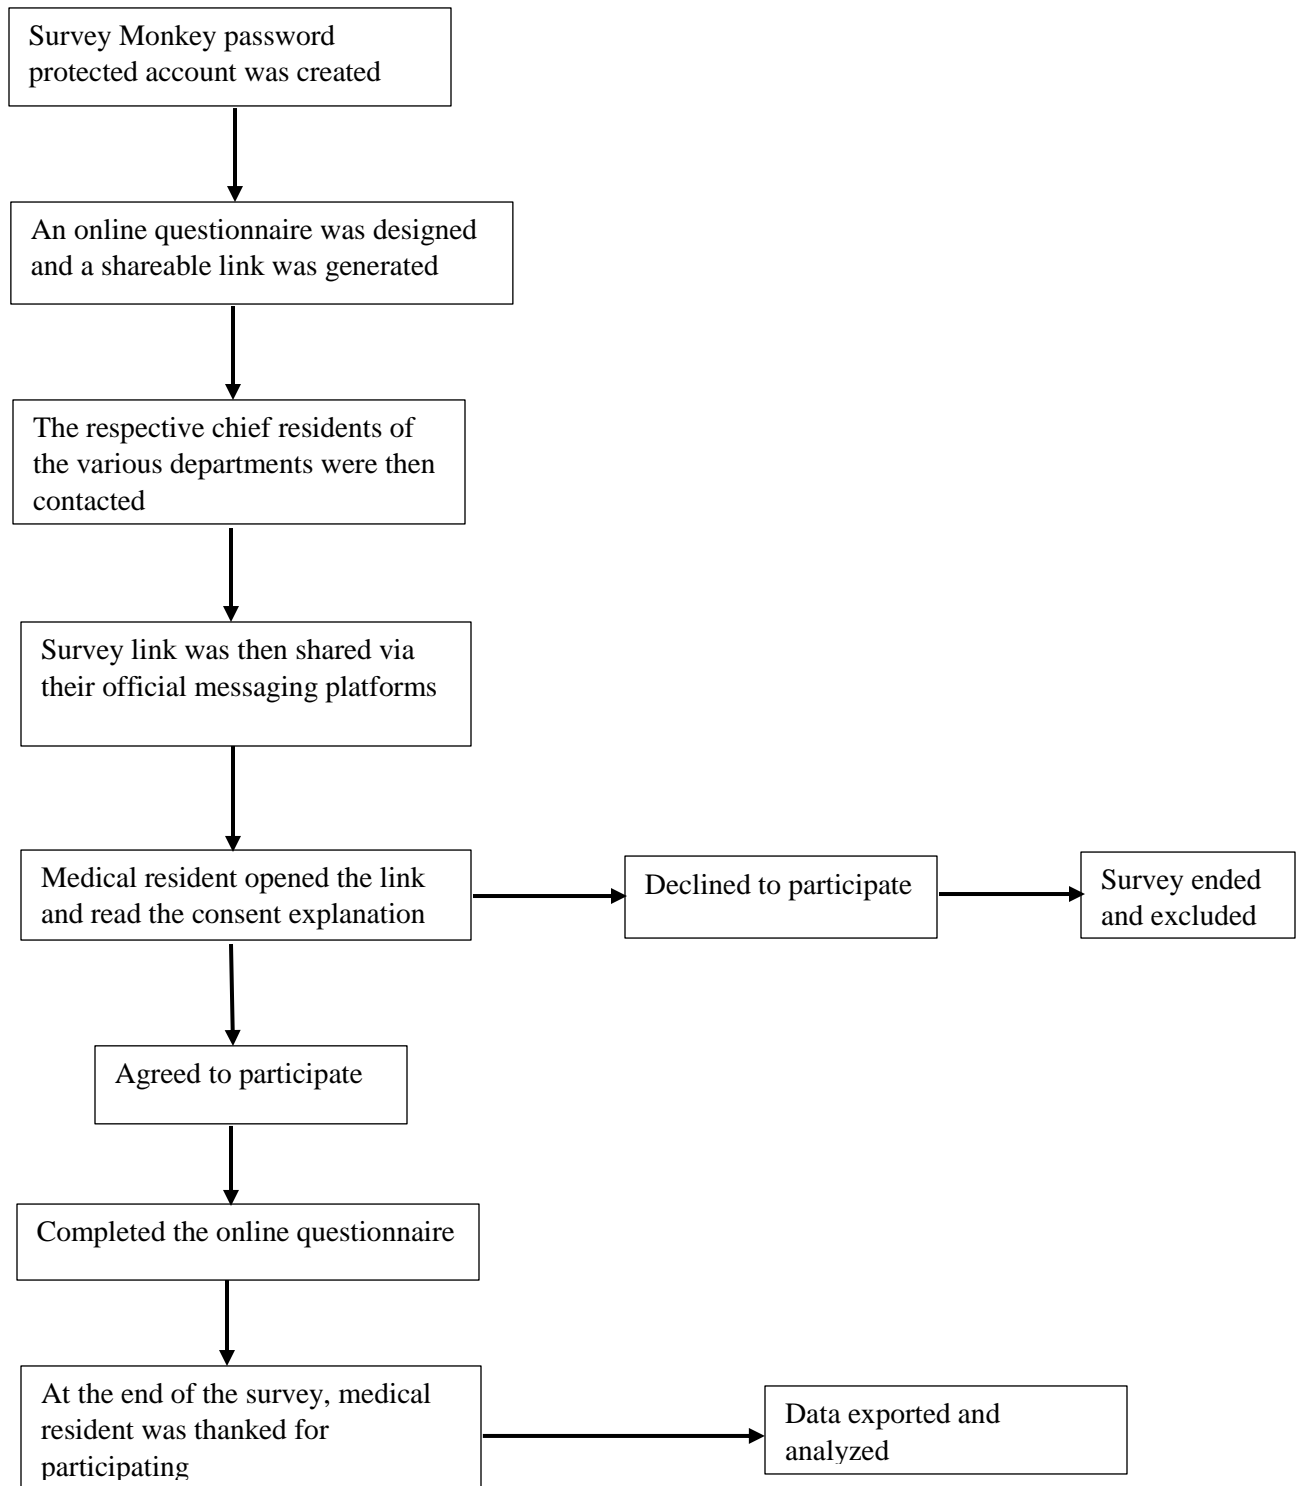 Survey Monkey password
protected account was created
An online questionnaire was designed
and a shareable link was generated
The respective chief residents of
the various departments were then
contacted
Survey link was then shared via
their official messaging platforms
Medical resident opened the link
and read the consent explanation
Declined to participate
Survey ended
and excluded
Agreed to participate
Completed the online questionnaire
At the end of the survey, medical
resident was thanked for
participating
Data exported and
analyzed